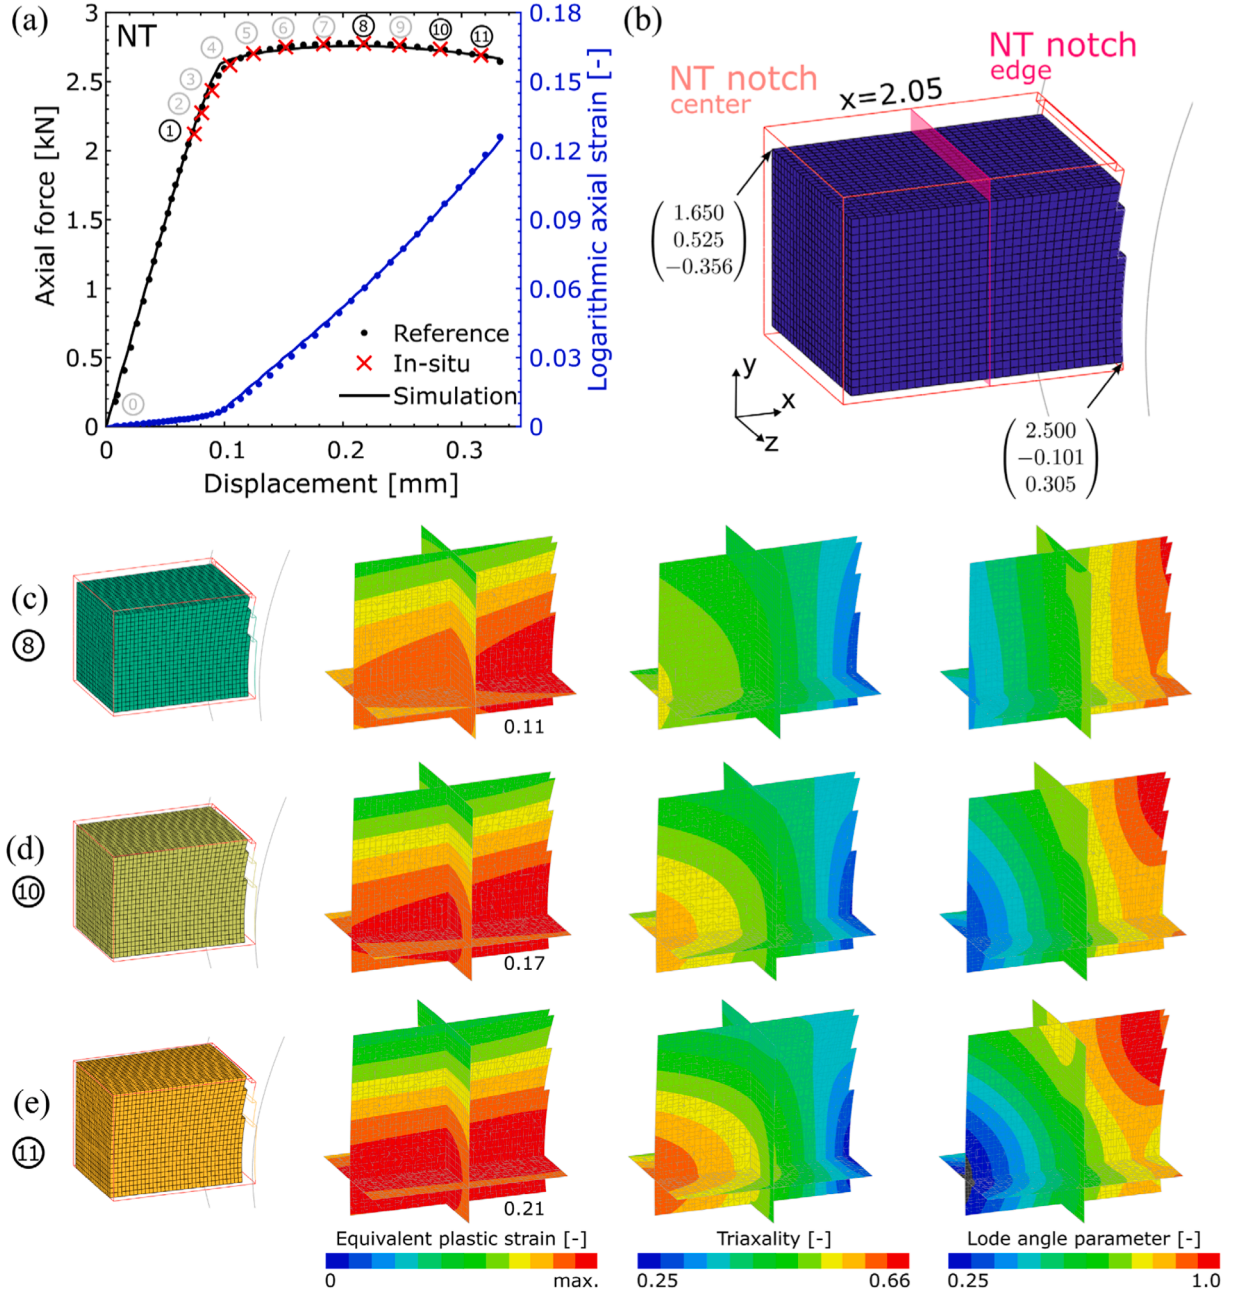 (a)
NT
3
2.5
2
1.5
1
0.5
0
Axial force [kN]
0
0.1
0.2
0.3
Displacement [mm]
0.18
0.15
0.12
0.09
0.06
0.03
0
Logarithmic axial strain [-]
0
1
2
3
4
5
6
7
8
9
10
11
Reference
In-situ
Simulation
(b)
NT notch
center
NT notch
edge
x=2.05
1.650
0.525
−0.356
y
x
z
2.500
−0.101
0.305
(c)
8
0.11
(d)
10
0.17
(e)
11
0.21
Equivalent plastic strain [-]
0 max.
Triaxality [-]
0.25 0.66
Lode angle parameter [-]
0.25 1.0